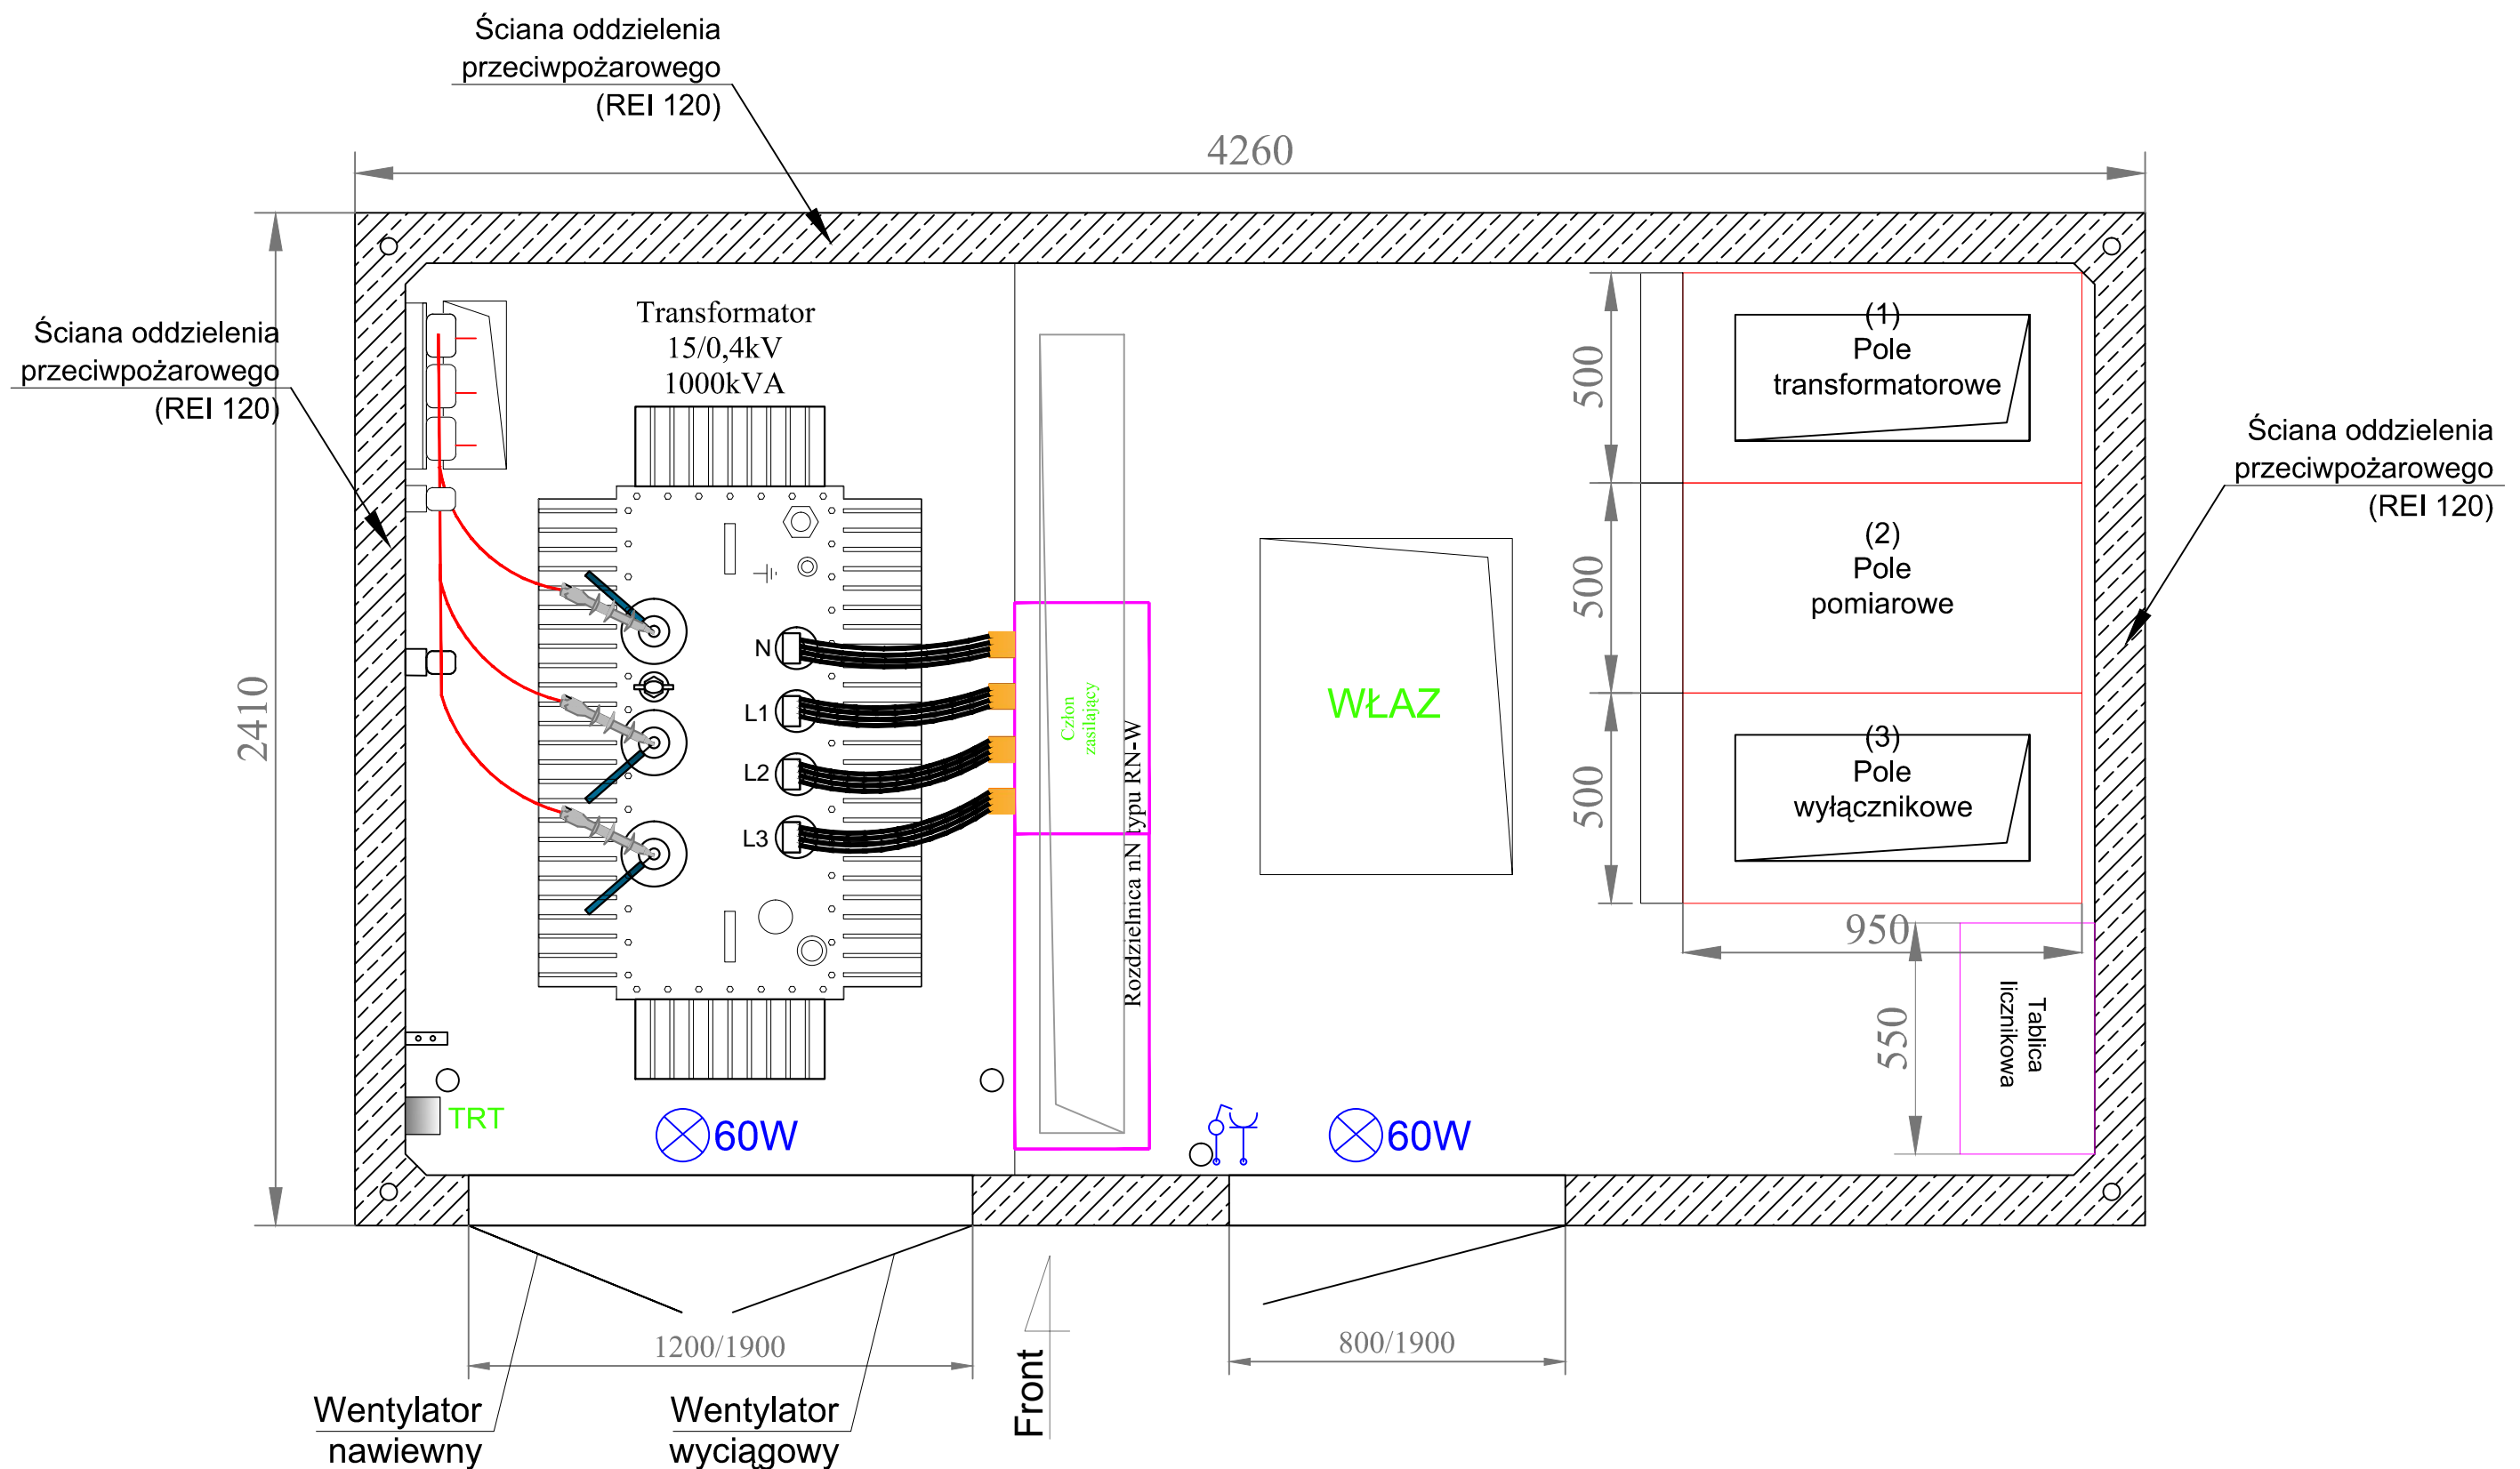 Ściana oddzielenia
przeciwpożarowego
(REI 120)
4260
Ściana oddzielenia
przeciwpożarowego
(REI 120)
Transformator
15/0,4kV
1000kVA
(1)
Pole
transformatorowe
500
Ściana oddzielenia
przeciwpożarowego
(REI 120)
(2)
Pole
pomiarowe
500
2410
N
L1
L2
L3
Człon
zasilający
Rozdzielnica nN typu RN-W
WŁAZ
(3)
Pole
wyłącznikowe
500
950
550
Tablica
licznikowa
TRT
60W
60W
1200/1900
800/1900
Front
Wentylator
nawiewny
Wentylator
wyciągowy